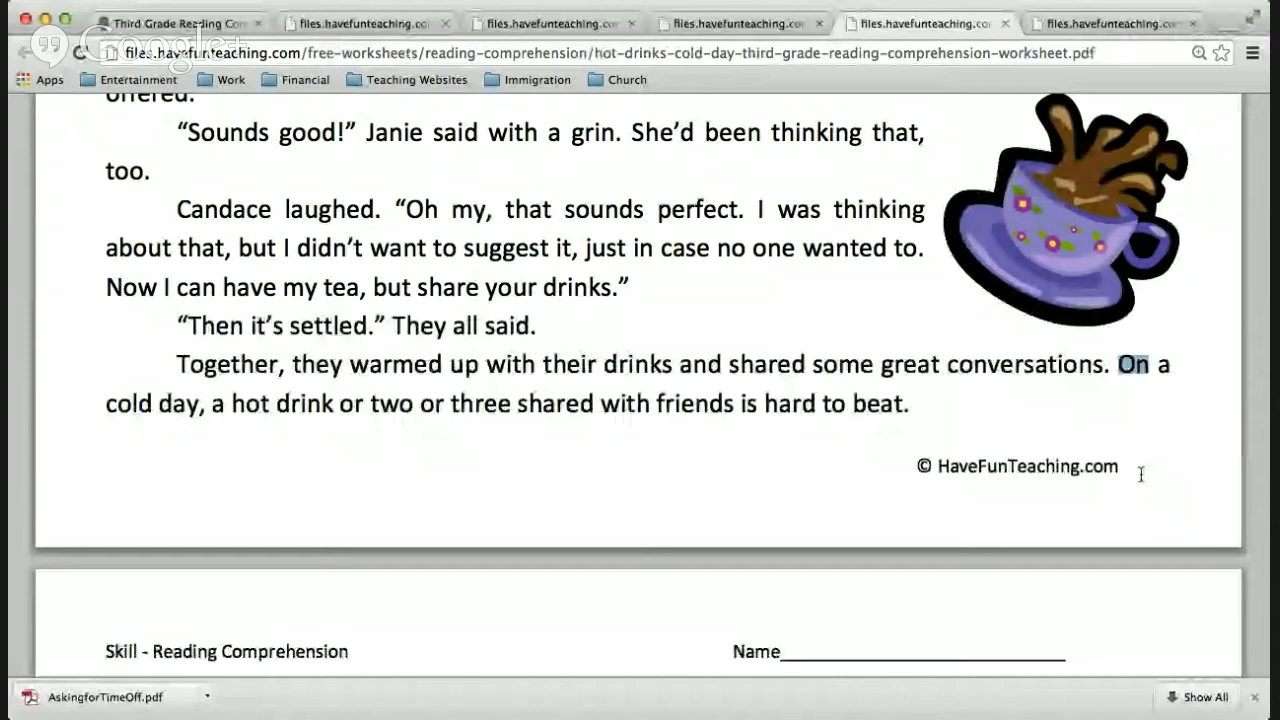 Third Grade Reading Con
files.havefunteaching.co
files.havefunteaching.co
files.havefunteaching.co
files.havefunteaching.co
files.havefunteaching.co
Google+
files.havefunteaching.com/free-worksheets/reading-comprehension/hot-drinks-cold-day-third-grade-reading-comprehension-worksheet.pdf
Apps Entertainment Work Financial Teaching Websites Immigration Church
offered.
“Sounds good!” Janie said with a grin. She’d been thinking that,
too.
Candace laughed. “Oh my, that sounds perfect. I was thinking
about that, but I didn’t want to suggest it, just in case no one wanted to.
Now I can have my tea, but share your drinks.”
“Then it’s settled.” They all said.
Together, they warmed up with their drinks and shared some great conversations. On a
cold day, a hot drink or two or three shared with friends is hard to beat.
© HaveFunTeaching.com
Skill - Reading Comprehension
Name
AskingforTimeOff.pdf
Show All